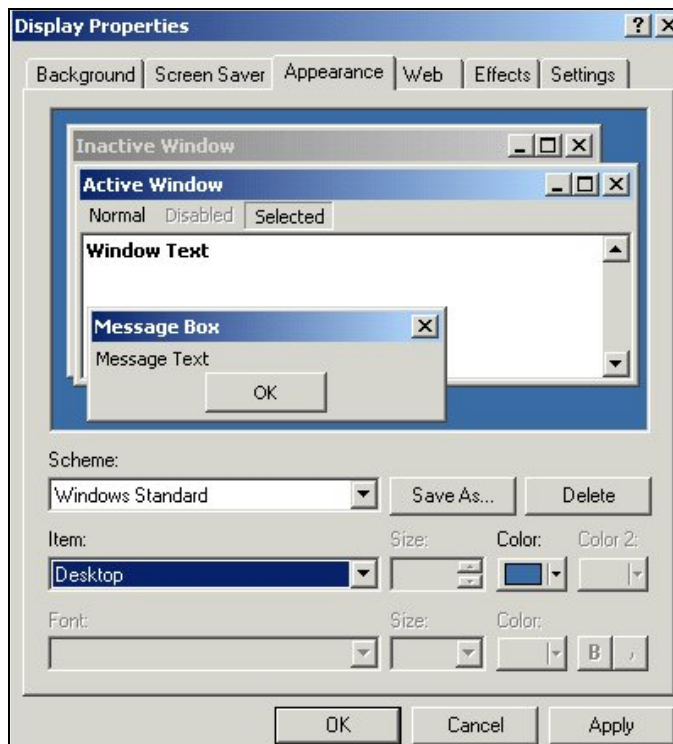 Display Properties
Background Screen Saver Appearance Web Effects Settings
Inactive Window
Active Window
Normal Disabled Selected
Window Text
Message Box
Message Text
OK
Scheme:
Windows Standard Save As... Delete
Item: Size: Color: Color 2:
Desktop
Font: Size: Color:
B /
OK Cancel Apply